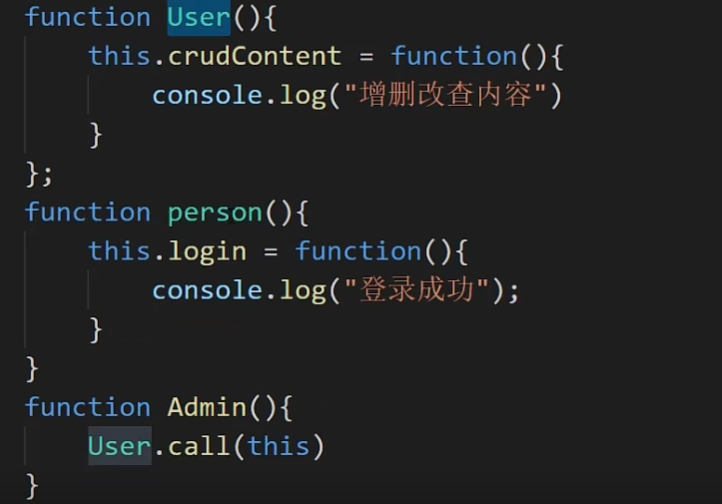 function User(){
    this.crudContent = function(){
        console.log("增删改查内容")
    }
};
function person(){
    this.login = function(){
        console.log("登录成功");
    }
}
function Admin(){
    User.call(this)
}